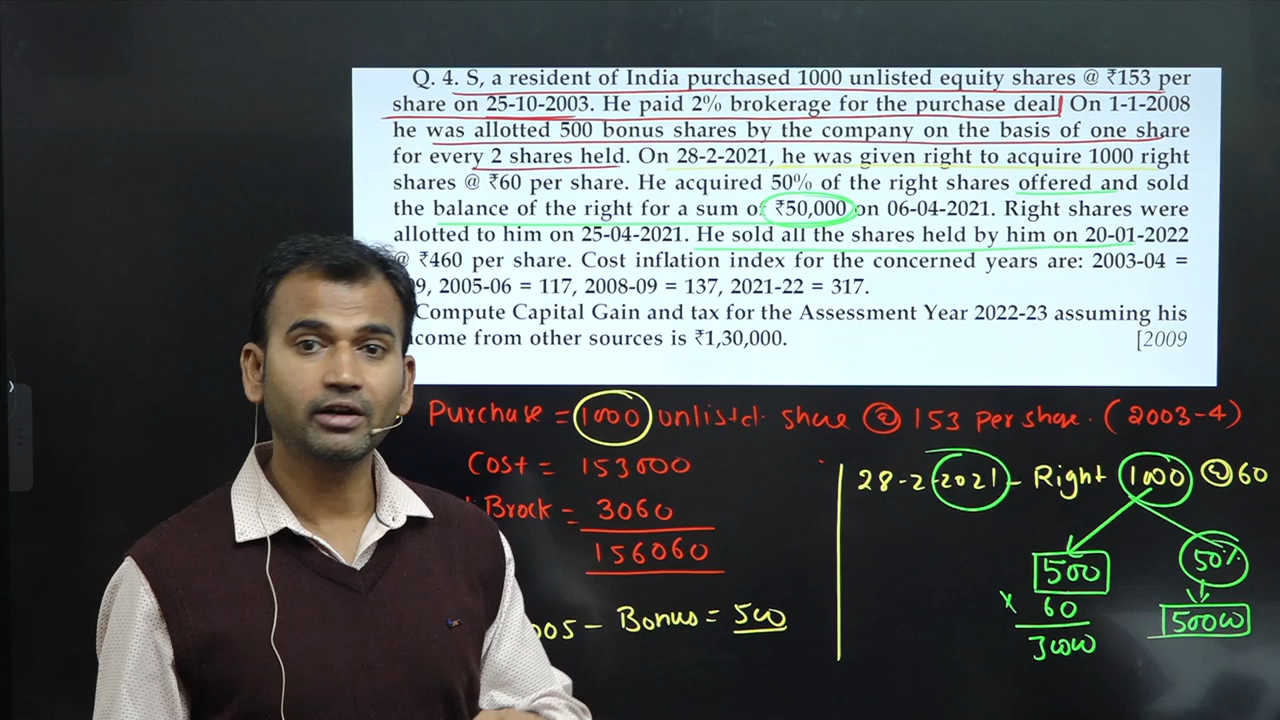 Q. 4. S, a resident of India purchased 1000 unlisted equity shares @ ₹153 per
share on 25-10-2003. He paid 2% brokerage for the purchase deal. On 1-1-2008
he was allotted 500 bonus shares by the company on the basis of one share
for every 2 shares held. On 28-2-2021, he was given right to acquire 1000 right
shares @ ₹60 per share. He acquired 50% of the right shares offered and sold
the balance of the right for a sum of ₹50,000 on 06-04-2021. Right shares were
allotted to him on 25-04-2021. He sold all the shares held by him on 20-01-2022
@ ₹460 per share. Cost inflation index for the concerned years are: 2003-04 =
9, 2005-06 = 117, 2008-09 = 137, 2021-22 = 317.
Compute Capital Gain and tax for the Assessment Year 2022-23 assuming his
come from other sources is ₹1,30,000. [2009
Purchase = 1000 unlistd. share @ 153 per share. (2003-4)
Cost = 153000
Brock = 3060
156060
005 - Bonus = 500
28-2-2021 - Right 1000 @ 60
500 50%
x 60 50000
30000